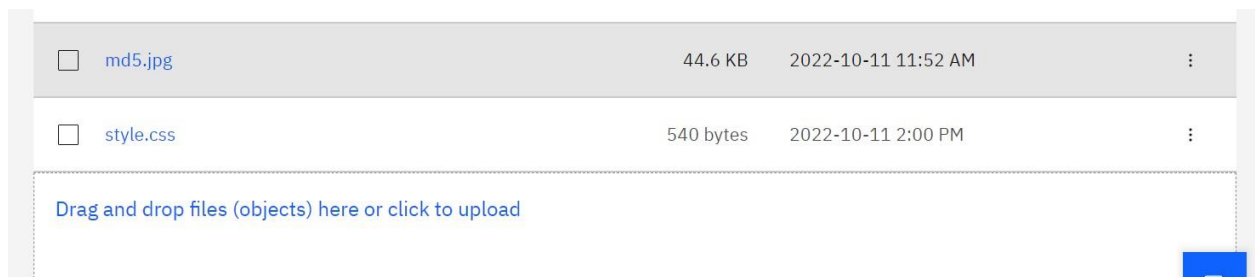 md5.jpg 44.6 KB 2022-10-11 11:52 AM
style.css 540 bytes 2022-10-11 2:00 PM
Drag and drop files (objects) here or click to upload